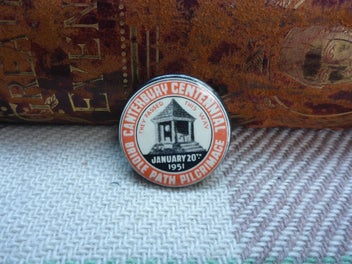 CANTERBURY CENTENNIAL
THEY PASSED THIS WAY
JANUARY 20TH
1951
BRIDLE PATH PILGRIMAGE